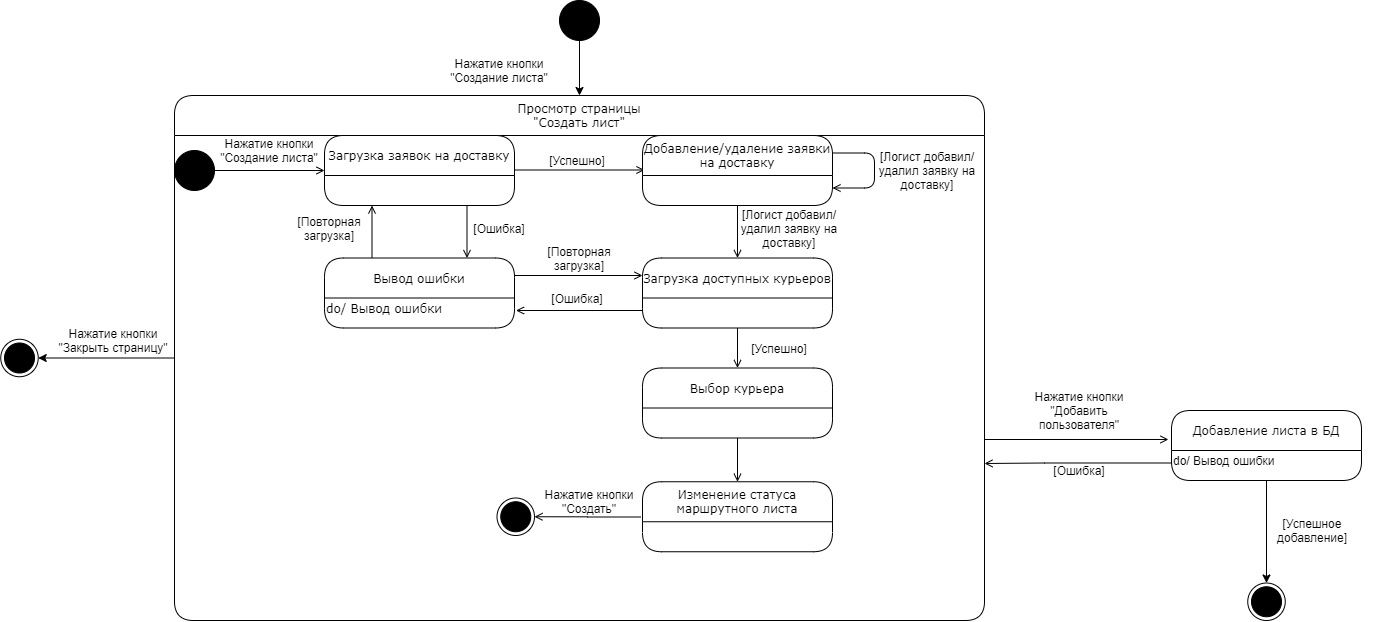 Нажатие кнопки
"Создание листа"
Просмотр страницы
"Создать лист"
Нажатие кнопки
"Создание листа"
Загрузка заявок на доставку
[Успешно]
Добавление/удаление заявки
на доставку
[Логист добавил/
удалил заявку на
доставку]
[Повторная
загрузка]
[Ошибка]
[Логист добавил/
удалил заявку на
доставку]
Вывод ошибки
do/ Вывод ошибки
[Повторная
загрузка]
[Ошибка]
Загрузка доступных курьеров
Нажатие кнопки
"Закрыть страницу"
[Успешно]
Выбор курьера
Нажатие кнопки
"Добавить
пользователя"
Добавление листа в БД
do/ Вывод ошибки
[Ошибка]
Нажатие кнопки
"Создать"
Изменение статуса
маршрутного листа
[Успешное
добавление]